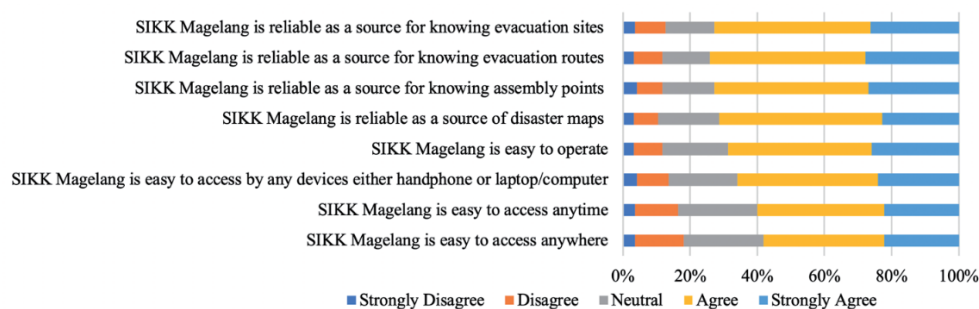 SIKK Magelang is reliable as a source for knowing evacuation sites
SIKK Magelang is reliable as a source for knowing evacuation routes
SIKK Magelang is reliable as a source for knowing assembly points
SIKK Magelang is reliable as a source of disaster maps
SIKK Magelang is easy to operate
SIKK Magelang is easy to access by any devices either handphone or laptop/computer
SIKK Magelang is easy to access anytime
SIKK Magelang is easy to access anywhere
0% 20% 40% 60% 80% 100%
Strongly Disagree Disagree Neutral Agree Strongly Agree